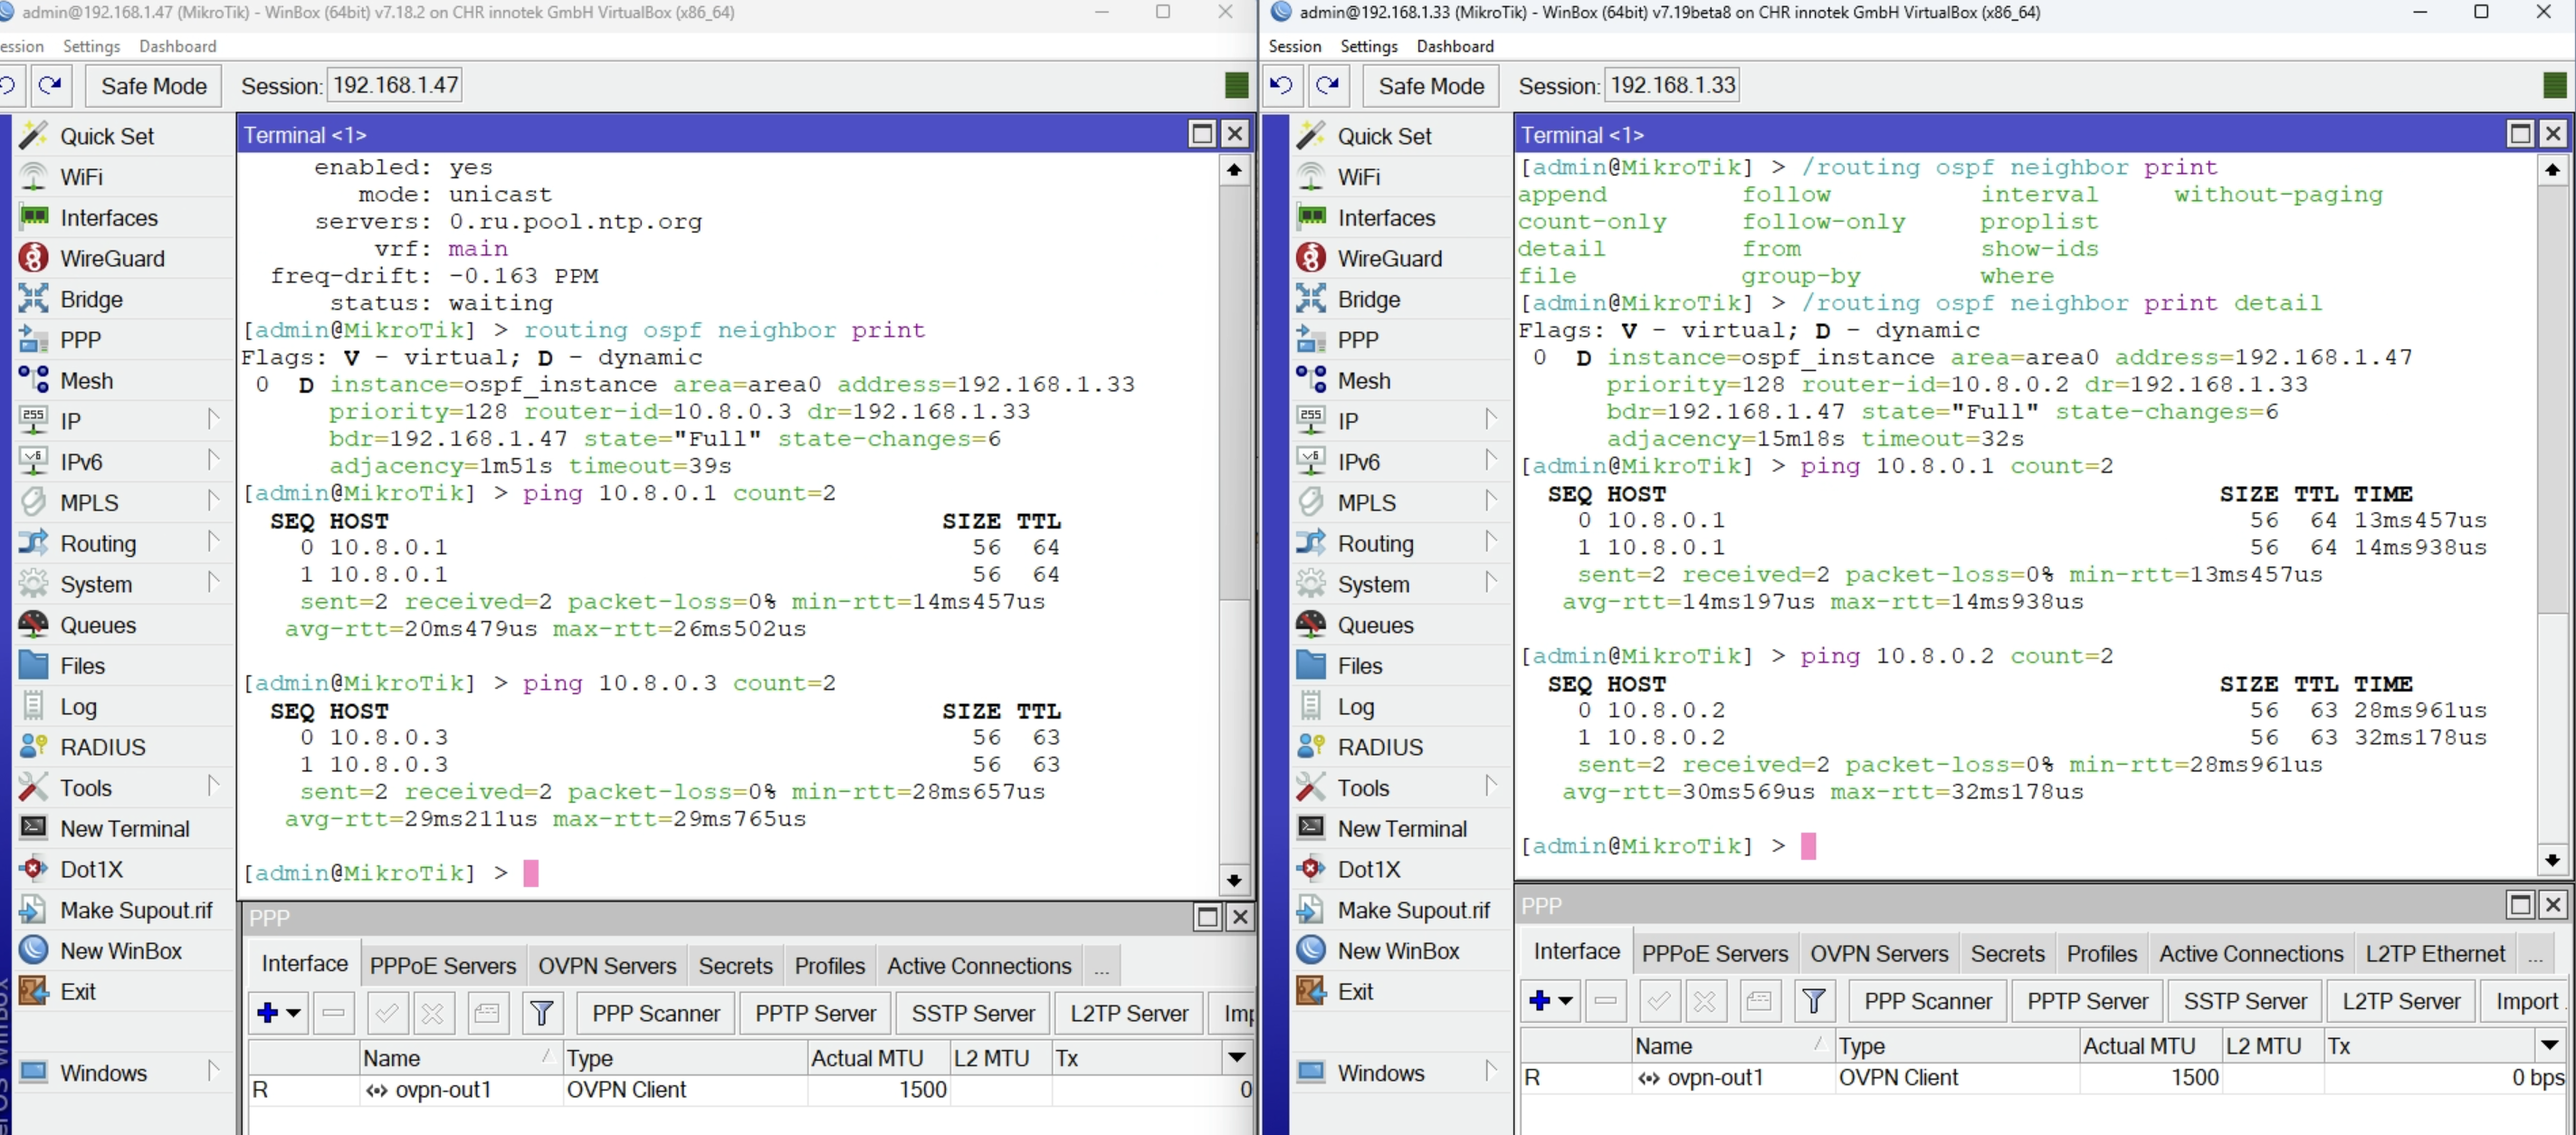 admin@192.168.1.47 (MikroTik) - WinBox (64bit) v7.18.2 on CHR innotek GmbH VirtualBox (x86_64)
Settings Dashboard
Safe Mode Session: 192.168.1.47
Quick Set
WiFi
Interfaces
WireGuard
Bridge
PPP
Mesh
IP
IPv6
MPLS
Routing
System
Queues
Files
Log
RADIUS
Tools
New Terminal
Dot1X
Make Supout.rif
New WinBox
Exit
Windows
Terminal <1>
enabled: yes
mode: unicast
servers: 0.ru.pool.ntp.org
vrf: main
freq-drift: -0.163 PPM
status: waiting
[admin@MikroTik] > routing ospf neighbor print
Flags: V - virtual; D - dynamic
0 D instance=ospf_instance area=area0 address=192.168.1.33
priority=128 router-id=10.8.0.3 dr=192.168.1.33
bdr=192.168.1.47 state="Full" state-changes=6
adjacency=1m51s timeout=39s
[admin@MikroTik] > ping 10.8.0.1 count=2
SEQ HOST SIZE TTL
0 10.8.0.1 56 64
1 10.8.0.1 56 64
sent=2 received=2 packet-loss=0% min-rtt=14ms457us
avg-rtt=20ms479us max-rtt=26ms502us
[admin@MikroTik] > ping 10.8.0.3 count=2
SEQ HOST SIZE TTL
0 10.8.0.3 56 63
1 10.8.0.3 56 63
sent=2 received=2 packet-loss=0% min-rtt=28ms657us
avg-rtt=29ms211us max-rtt=29ms765us
[admin@MikroTik] >
PPP
Interface PPPoE Servers OVPN Servers Secrets Profiles Active Connections ...
PPP Scanner PPTP Server SSTP Server L2TP Server
Name Type Actual MTU L2 MTU Tx
R ovpn-out1 OVPN Client 1500 0
admin@192.168.1.33 (MikroTik) - WinBox (64bit) v7.19beta8 on CHR innotek GmbH VirtualBox (x86_64)
Session Settings Dashboard
Safe Mode Session: 192.168.1.33
Quick Set
WiFi
Interfaces
WireGuard
Bridge
PPP
Mesh
IP
IPv6
MPLS
Routing
System
Queues
Files
Log
RADIUS
Tools
New Terminal
Dot1X
Make Supout.rif
New WinBox
Exit
Windows
Terminal <1>
[admin@MikroTik] > /routing ospf neighbor print
append follow interval without-paging
count-only follow-only proplist
detail from show-ids
file group-by where
[admin@MikroTik] > /routing ospf neighbor print detail
Flags: V - virtual; D - dynamic
0 D instance=ospf_instance area=area0 address=192.168.1.47
priority=128 router-id=10.8.0.2 dr=192.168.1.33
bdr=192.168.1.47 state="Full" state-changes=6
adjacency=15m18s timeout=32s
[admin@MikroTik] > ping 10.8.0.1 count=2
SEQ HOST SIZE TTL TIME
0 10.8.0.1 56 64 13ms457us
1 10.8.0.1 56 64 14ms938us
sent=2 received=2 packet-loss=0% min-rtt=13ms457us
avg-rtt=14ms197us max-rtt=14ms938us
[admin@MikroTik] > ping 10.8.0.2 count=2
SEQ HOST SIZE TTL TIME
0 10.8.0.2 56 63 28ms961us
1 10.8.0.2 56 63 32ms178us
sent=2 received=2 packet-loss=0% min-rtt=28ms961us
avg-rtt=30ms569us max-rtt=32ms178us
[admin@MikroTik] >
PPP
Interface PPPoE Servers OVPN Servers Secrets Profiles Active Connections L2TP Ethernet ...
PPP Scanner PPTP Server SSTP Server L2TP Server Import
Name Type Actual MTU L2 MTU Tx
R ovpn-out1 OVPN Client 1500 0 bps